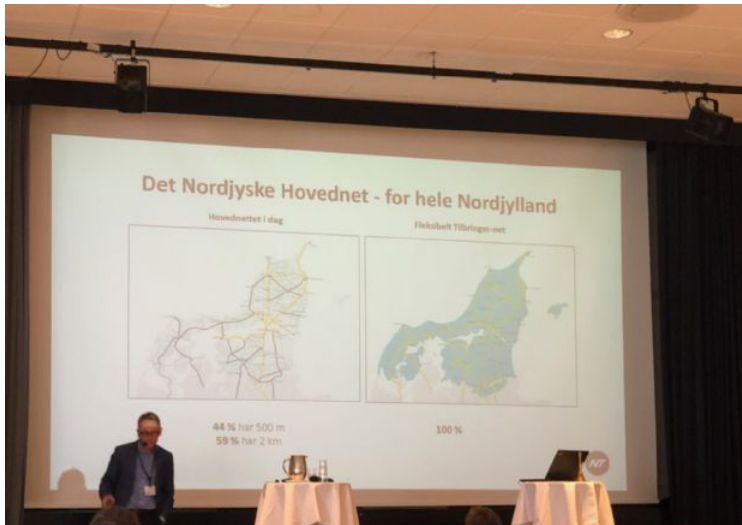 Det Nordjyske Hovednet - for hele Nordjylland
Hovednettet i dag
Fleksibelt Tilbringer-net
44 % har 500 m
59 % har 2 km
100 %
NT